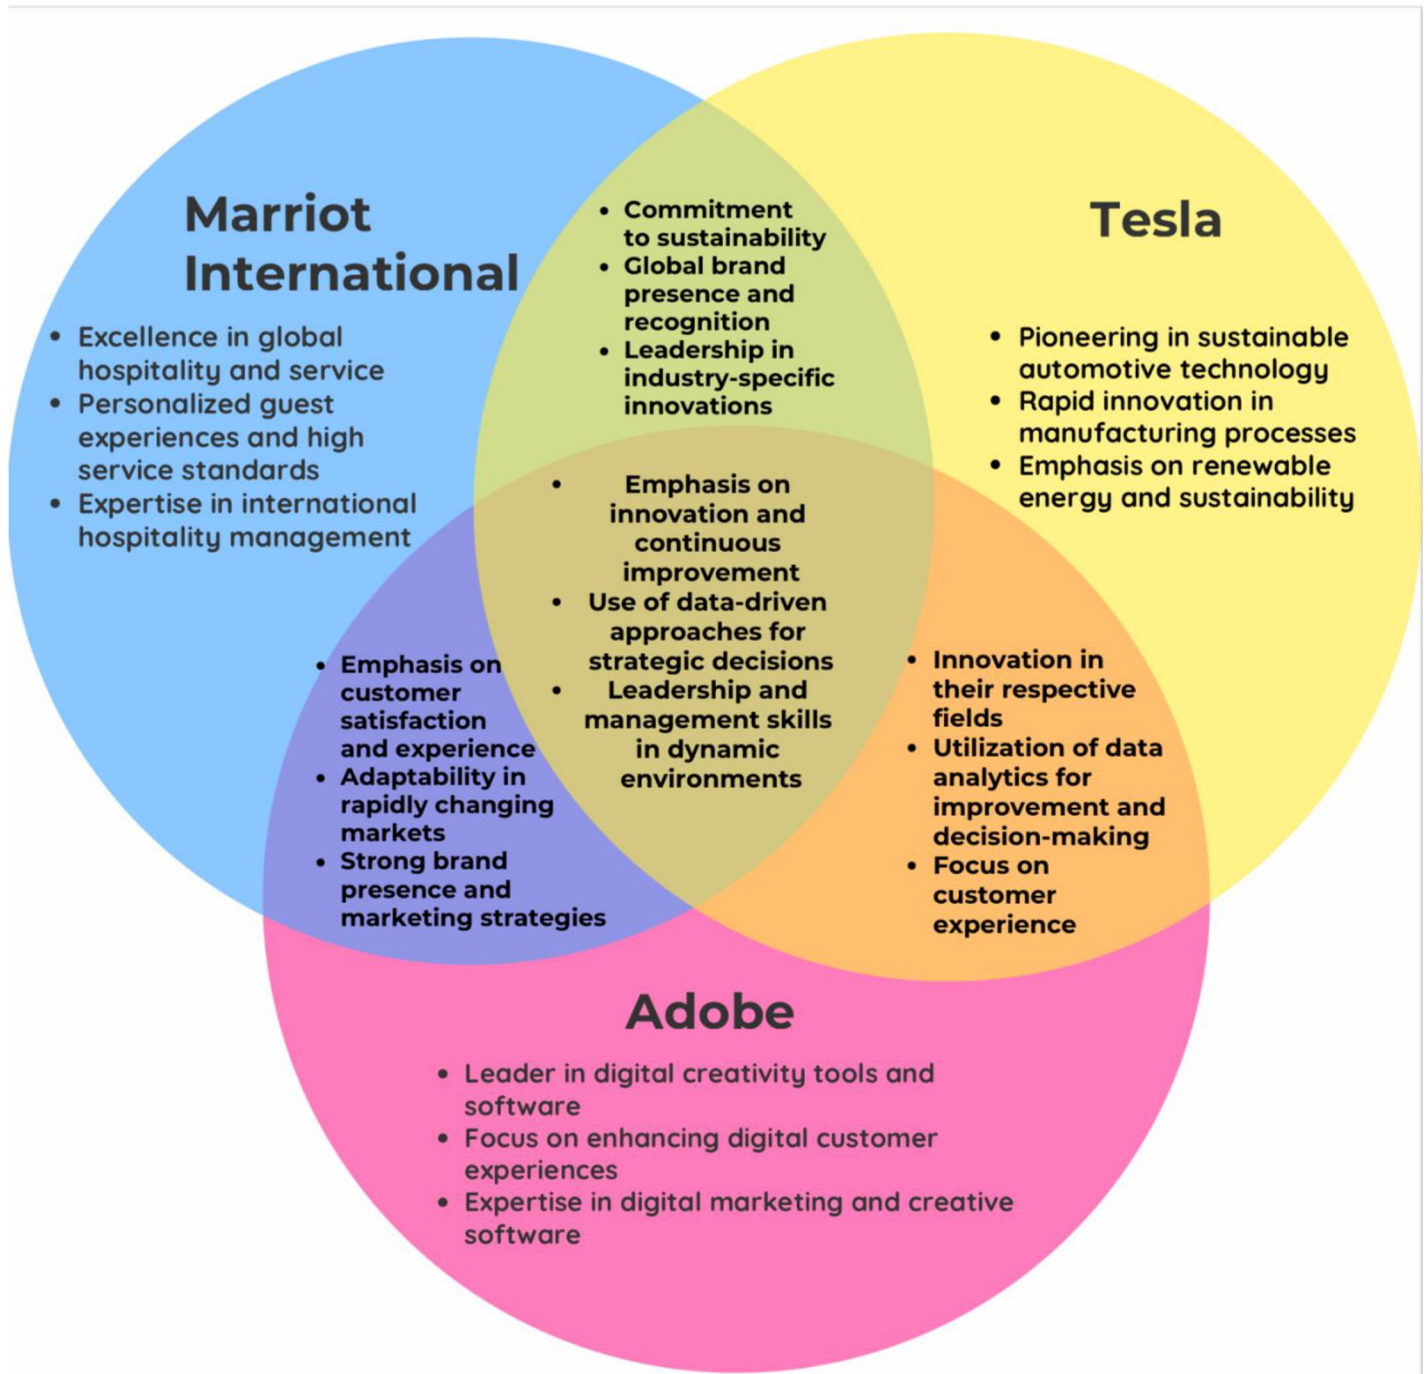 Marriot
International
• Excellence in global
hospitality and service
• Personalized guest
experiences and high
service standards
• Expertise in international
hospitality management
• Commitment
to sustainability
• Global brand
presence and
recognition
• Leadership in
industry-specific
innovations
Tesla
• Pioneering in sustainable
automotive technology
• Rapid innovation in
manufacturing processes
• Emphasis on renewable
energy and sustainability
• Emphasis on
innovation and
continuous
improvement
• Use of data-driven
approaches for
strategic decisions
• Leadership and
management skills
in dynamic
environments
• Emphasis on
customer
satisfaction
and experience
• Adaptability in
rapidly changing
markets
• Strong brand
presence and
marketing strategies
• Innovation in
their respective
fields
• Utilization of data
analytics for
improvement and
decision-making
• Focus on
customer
experience
Adobe
• Leader in digital creativity tools and
software
• Focus on enhancing digital customer
experiences
• Expertise in digital marketing and creative
software